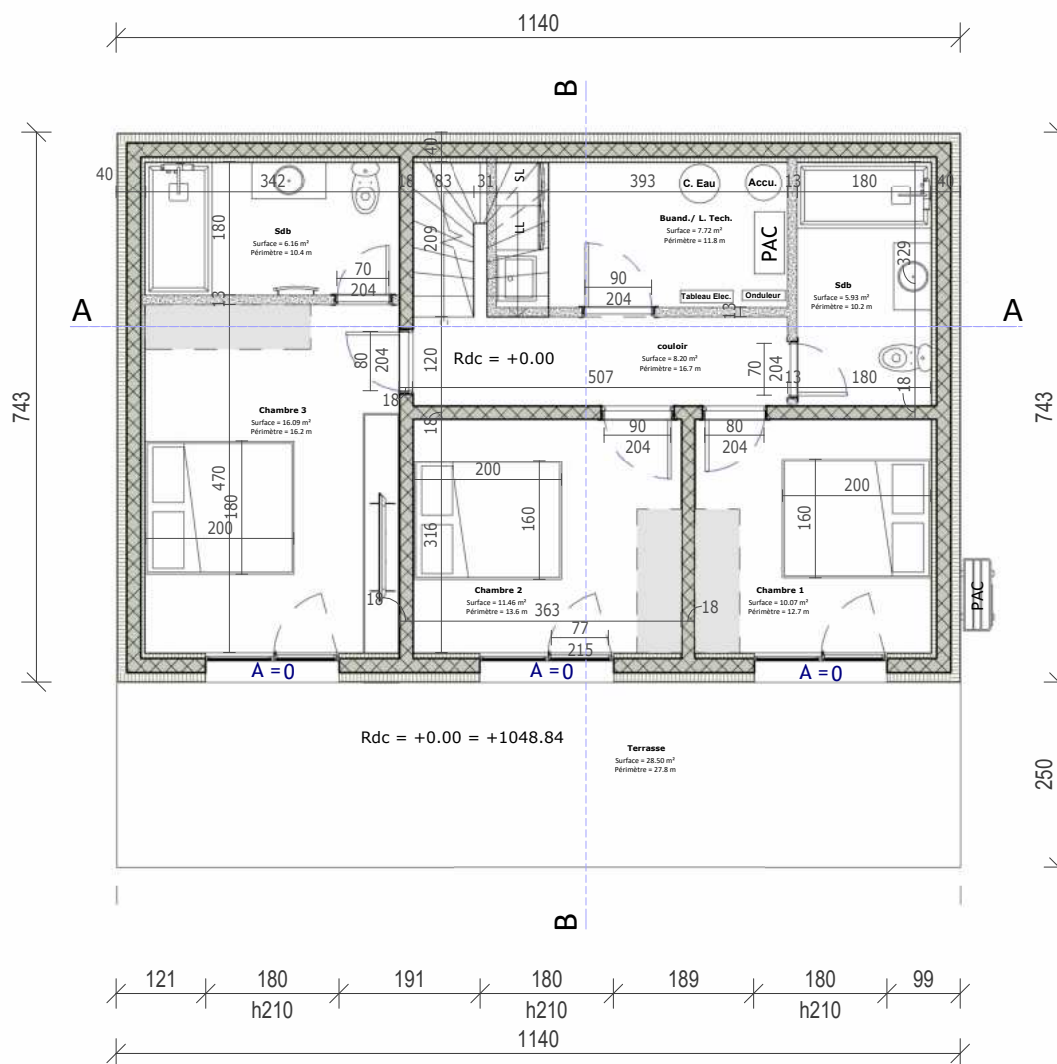 1140
B
40
40
342
18
83
31
SL
393
C. Eau
Accu.
13
180
40
743
743
180
Sdb
Surface = 6.16 m²
Périmètre = 10.4 m
209
LL
Buand./ L. Tech.
Surface = 7.72 m²
Périmètre = 11.8 m
PAC
329
70
204
90
204
Sdb
Surface = 5.93 m²
Périmètre = 10.2 m
13
Tableau Elec.
Onduleur
13
A
A
80
204
120
Rdc = +0.00
couloir
Surface = 8.20 m²
Périmètre = 16.7 m
70
204
507
13
180
18
18
Chambre 3
Surface = 16.09 m²
Périmètre = 16.2 m
18
90
204
80
204
470
180
200
200
160
316
200
160
Chambre 2
Surface = 11.46 m²
Périmètre = 13.6 m
Chambre 1
Surface = 10.07 m²
Périmètre = 12.7 m
PAC
18
363
18
77
215
A = 0
A = 0
A = 0
Rdc = +0.00 = +1048.84
Terrasse
Surface = 28.50 m²
Périmètre = 27.8 m
250
B
121
180
191
180
189
180
99
h210
h210
h210
1140